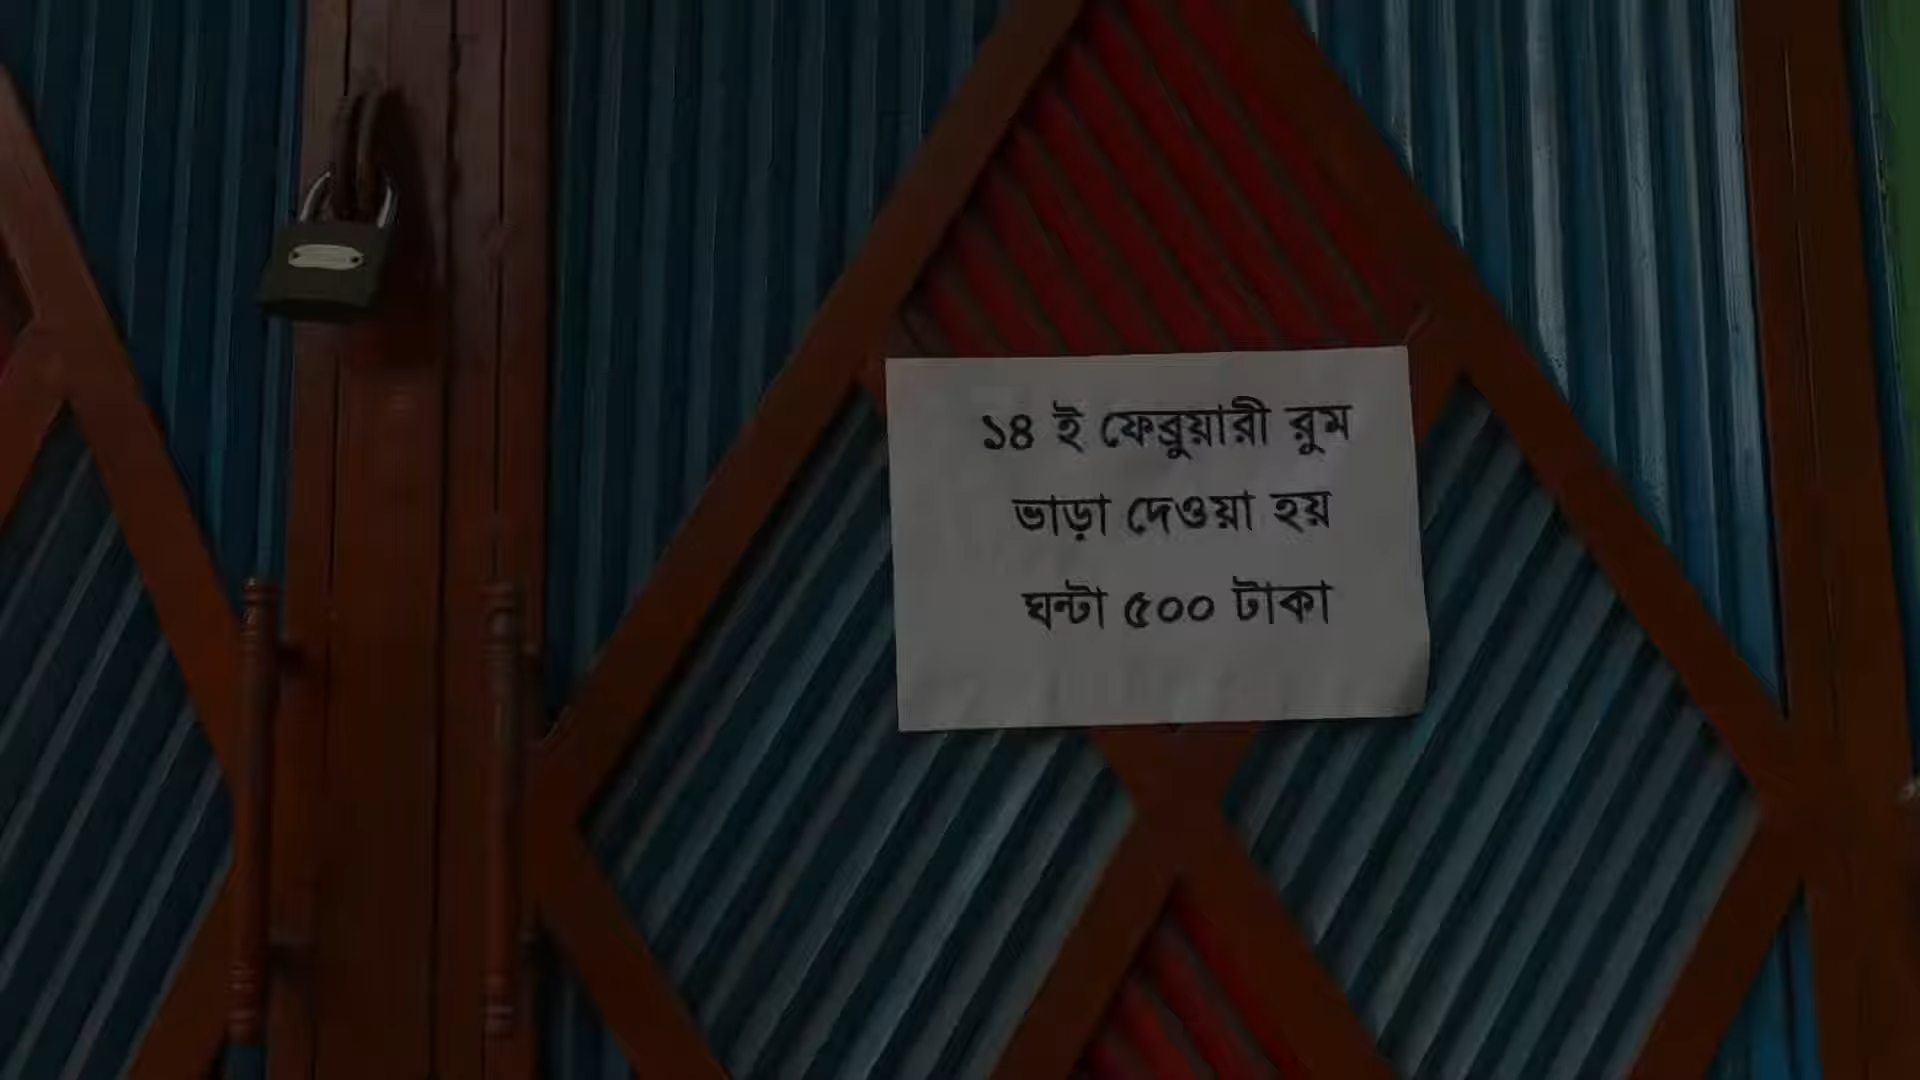 ১৪ ই ফেব্রুয়ারী রুম
ভাড়া দেওয়া হয়
ঘন্টা ৫০০ টাকা